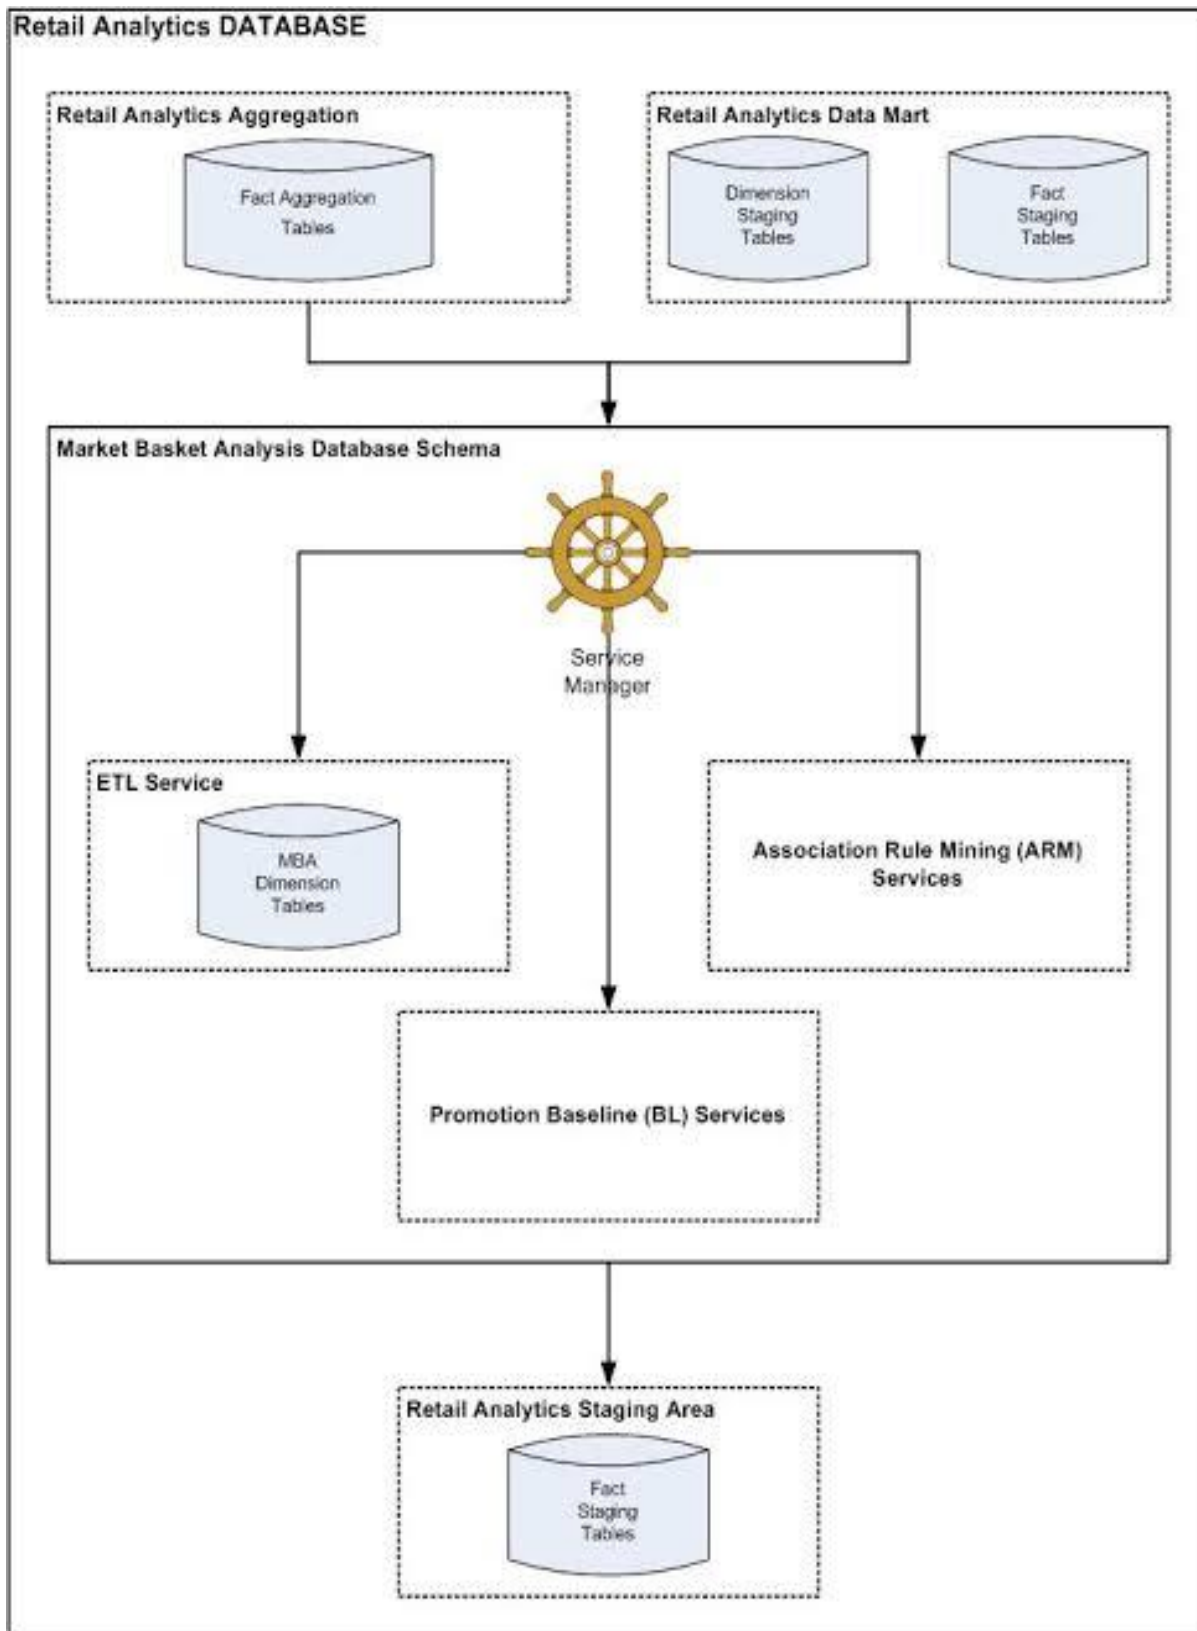 Retail Analytics DATABASE
Retail Analytics Aggregation
Fact Aggregation
Tables
Retail Analytics Data Mart
Dimension
Staging
Tables
Fact
Staging
Tables
Market Basket Analysis Database Schema
Service
Manager
ETL Service
MBA
Dimension
Tables
Association Rule Mining (ARM)
Services
Promotion Baseline (BL) Services
Retail Analytics Staging Area
Fact
Staging
Tables